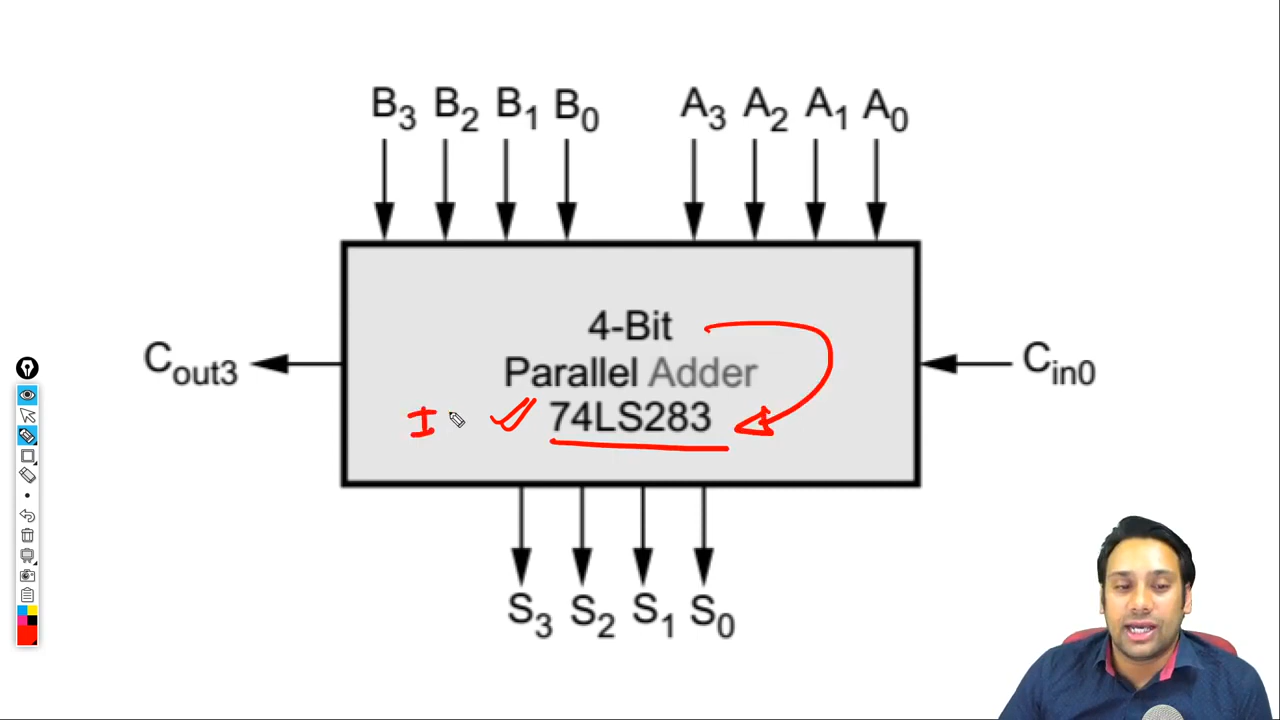 B3 B2 B1 B0 A3 A2 A1 A0
4-Bit
Cout3 Parallel Adder Cin0
I 74LS283
S3 S2 S1 S0